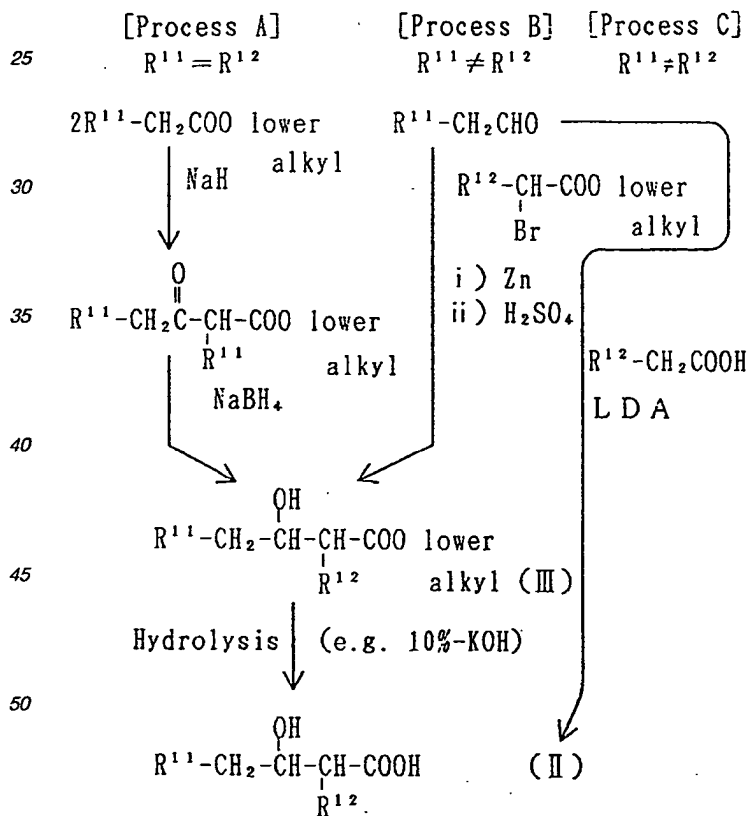 [Process A] [Process B] [Process C]
25 R¹¹=R¹² R¹¹≠R¹² R¹¹≠R¹²
2R¹¹-CH₂COO lower alkyl R¹¹-CH₂CHO
30 NaH R¹²-CH-COO lower alkyl
Br
O i) Zn
35 R¹¹-CH₂C-CH-COO lower alkyl ii) H₂SO₄
R¹¹ R¹²-CH₂COOH
NaBH₄ LDA
40
OH
R¹¹-CH₂-CH-CH-COO lower
45 R¹² alkyl (III)
Hydrolysis (e.g. 10%-KOH)
50
OH
R¹¹-CH₂-CH-CH-COOH (II)
R¹²